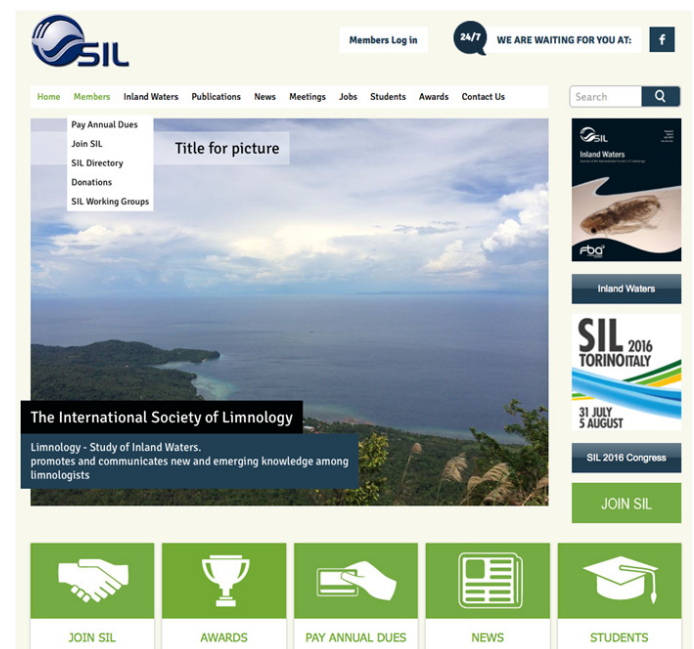 SIL
Members Log in
24/7
WE ARE WAITING FOR YOU AT:
f
Home Members Inland Waters Publications News Meetings Jobs Students Awards Contact Us
Search
Pay Annual Dues
Join SIL
SIL Directory
Donations
SIL Working Groups
Title for picture
SIL
Inland Waters
fba
Inland Waters
SIL 2016
TORINOITALY
31 JULY
5 AUGUST
The International Society of Limnology
Limnology - Study of Inland Waters.
promotes and communicates new and emerging knowledge among
limnologists
SIL 2016 Congress
JOIN SIL
JOIN SIL
AWARDS
PAY ANNUAL DUES
NEWS
STUDENTS